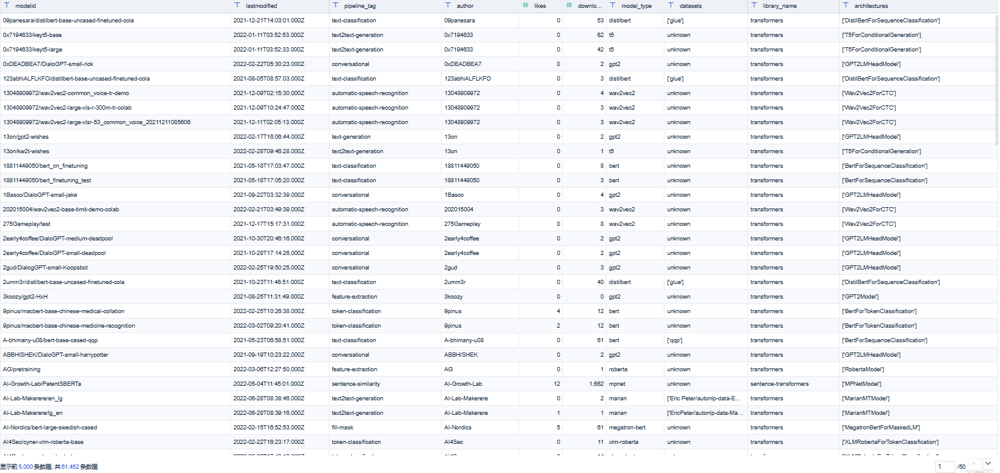 modelid lastmodified pipeline_tag author likes downlo... model_type datasets library_name architectures
09panesara/distilbert-base-uncased-finetuned-cola 2021-12-21T14:03:01.000Z text-classification 09panesara 0 53 distilbert ['glue'] transformers ['DistilBertForSequenceClassification']
0x7194633/keyt5-base 2022-01-11T03:52:53.000Z text2text-generation 0x7194633 0 62 t5 unknown transformers ['T5ForConditionalGeneration']
0x7194633/keyt5-large 2022-01-11T03:52:33.000Z text2text-generation 0x7194633 0 42 t5 unknown transformers ['T5ForConditionalGeneration']
0xDEADBEA7/DialoGPT-small-rick 2022-02-22T05:30:23.000Z conversational 0xDEADBEA7 0 2 gpt2 unknown transformers ['GPT2LMHeadModel']
123abhiALFLKFO/distilbert-base-uncased-finetuned-cola 2021-08-05T08:57:03.000Z text-classification 123abhiALFLKFO 0 3 distilbert ['glue'] transformers ['DistilBertForSequenceClassification']
13048909972/wav2vec2-common_voice-tr-demo 2021-12-09T02:15:30.000Z automatic-speech-recognition 13048909972 0 4 wav2vec2 unknown transformers ['Wav2Vec2ForCTC']
13048909972/wav2vec2-large-xls-r-300m-tr-colab 2021-12-09T10:24:47.000Z automatic-speech-recognition 13048909972 0 3 wav2vec2 unknown transformers ['Wav2Vec2ForCTC']
13048909972/wav2vec2-large-xlsr-53_common_voice_20211211085606 2021-12-11T02:05:13.000Z automatic-speech-recognition 13048909972 0 3 wav2vec2 unknown transformers ['Wav2Vec2ForCTC']
13on/gpt2-wishes 2022-02-17T16:06:44.000Z text-generation 13on 0 2 gpt2 unknown transformers ['GPT2LMHeadModel']
13on/kw2t-wishes 2022-02-28T09:46:28.000Z text2text-generation 13on 0 1 t5 unknown transformers ['T5ForConditionalGeneration']
18811449050/bert_cn_finetuning 2021-05-18T17:03:47.000Z text-classification 18811449050 0 8 bert unknown transformers ['BertForSequenceClassification']
18811449050/bert_finetuning_test 2021-05-18T17:05:20.000Z text-classification 18811449050 0 3 bert unknown transformers ['BertForSequenceClassification']
1Basco/DialoGPT-small-jake 2021-09-22T03:32:39.000Z conversational 1Basco 0 4 gpt2 unknown transformers ['GPT2LMHeadModel']
202015004/wav2vec2-base-timit-demo-colab 2022-02-21T03:49:39.000Z automatic-speech-recognition 202015004 0 3 wav2vec2 unknown transformers ['Wav2Vec2ForCTC']
275Gameplay/test 2021-12-17T15:17:31.000Z automatic-speech-recognition 275Gameplay 0 8 wav2vec2 unknown transformers ['Wav2Vec2ForCTC']
2early4coffee/DialoGPT-medium-deadpool 2021-10-30T20:46:16.000Z conversational 2early4coffee 0 2 gpt2 unknown transformers ['GPT2LMHeadModel']
2early4coffee/DialoGPT-small-deadpool 2021-10-28T17:14:26.000Z conversational 2early4coffee 0 2 gpt2 unknown transformers ['GPT2LMHeadModel']
2gud/DialogGPT-small-Koopsbot 2022-02-25T19:50:25.000Z conversational 2gud 0 3 gpt2 unknown transformers ['GPT2LMHeadModel']
2umm3r/distilbert-base-uncased-finetuned-cola 2021-10-23T11:46:51.000Z text-classification 2umm3r 0 40 distilbert ['glue'] transformers ['DistilBertForSequenceClassification']
3koozy/gpt2-HxH 2021-08-25T11:31:49.000Z feature-extraction 3koozy 0 0 gpt2 unknown transformers ['GPT2Model']
9pinus/macbert-base-chinese-medical-collation 2022-02-25T10:26:38.000Z token-classification 9pinus 4 12 bert unknown transformers ['BertForTokenClassification']
9pinus/macbert-base-chinese-medicine-recognition 2022-03-02T09:20:41.000Z token-classification 9pinus 2 12 bert unknown transformers ['BertForTokenClassification']
A-bhimany-u08/bert-base-cased-qqp 2021-05-23T06:58:51.000Z text-classification A-bhimany-u08 0 61 bert ['qqp'] transformers ['BertForSequenceClassification']
ABBHISHEK/DialoGPT-small-harrypotter 2021-09-19T10:23:22.000Z conversational ABBHISHEK 0 2 gpt2 unknown transformers ['GPT2LMHeadModel']
AG/pretraining 2022-03-06T12:27:50.000Z feature-extraction AG 0 1 roberta unknown transformers ['RobertaModel']
AI-Growth-Lab/PatentSBERTa 2022-05-04T11:45:01.000Z sentence-similarity AI-Growth-Lab 12 1,662 mpnet unknown sentence-transformers ['MPNetModel']
AI-Lab-Makerere/en_lg 2022-06-28T08:38:46.000Z text2text-generation AI-Lab-Makerere 0 2 marian ['Eric Peter/autonlp-data-E... transformers ['MarianMTModel']
AI-Lab-Makerere/lg_en 2022-06-28T08:39:16.000Z text2text-generation AI-Lab-Makerere 1 1 marian ['EricPeter/autonlp-data-Ma... transformers ['MarianMTModel']
AI-Nordics/bert-large-swedish-cased 2022-02-15T16:52:53.000Z fill-mask AI-Nordics 5 61 megatron-bert unknown transformers ['MegatronBertForMaskedLM']
AI4Sec/cyner-xlm-roberta-base 2022-02-22T16:23:17.000Z token-classification AI4Sec 0 11 xlm-roberta unknown transformers ['XLMRobertaForTokenClassification']
显示前 5,000 条数据, 共 61,452 条数据 1 /50